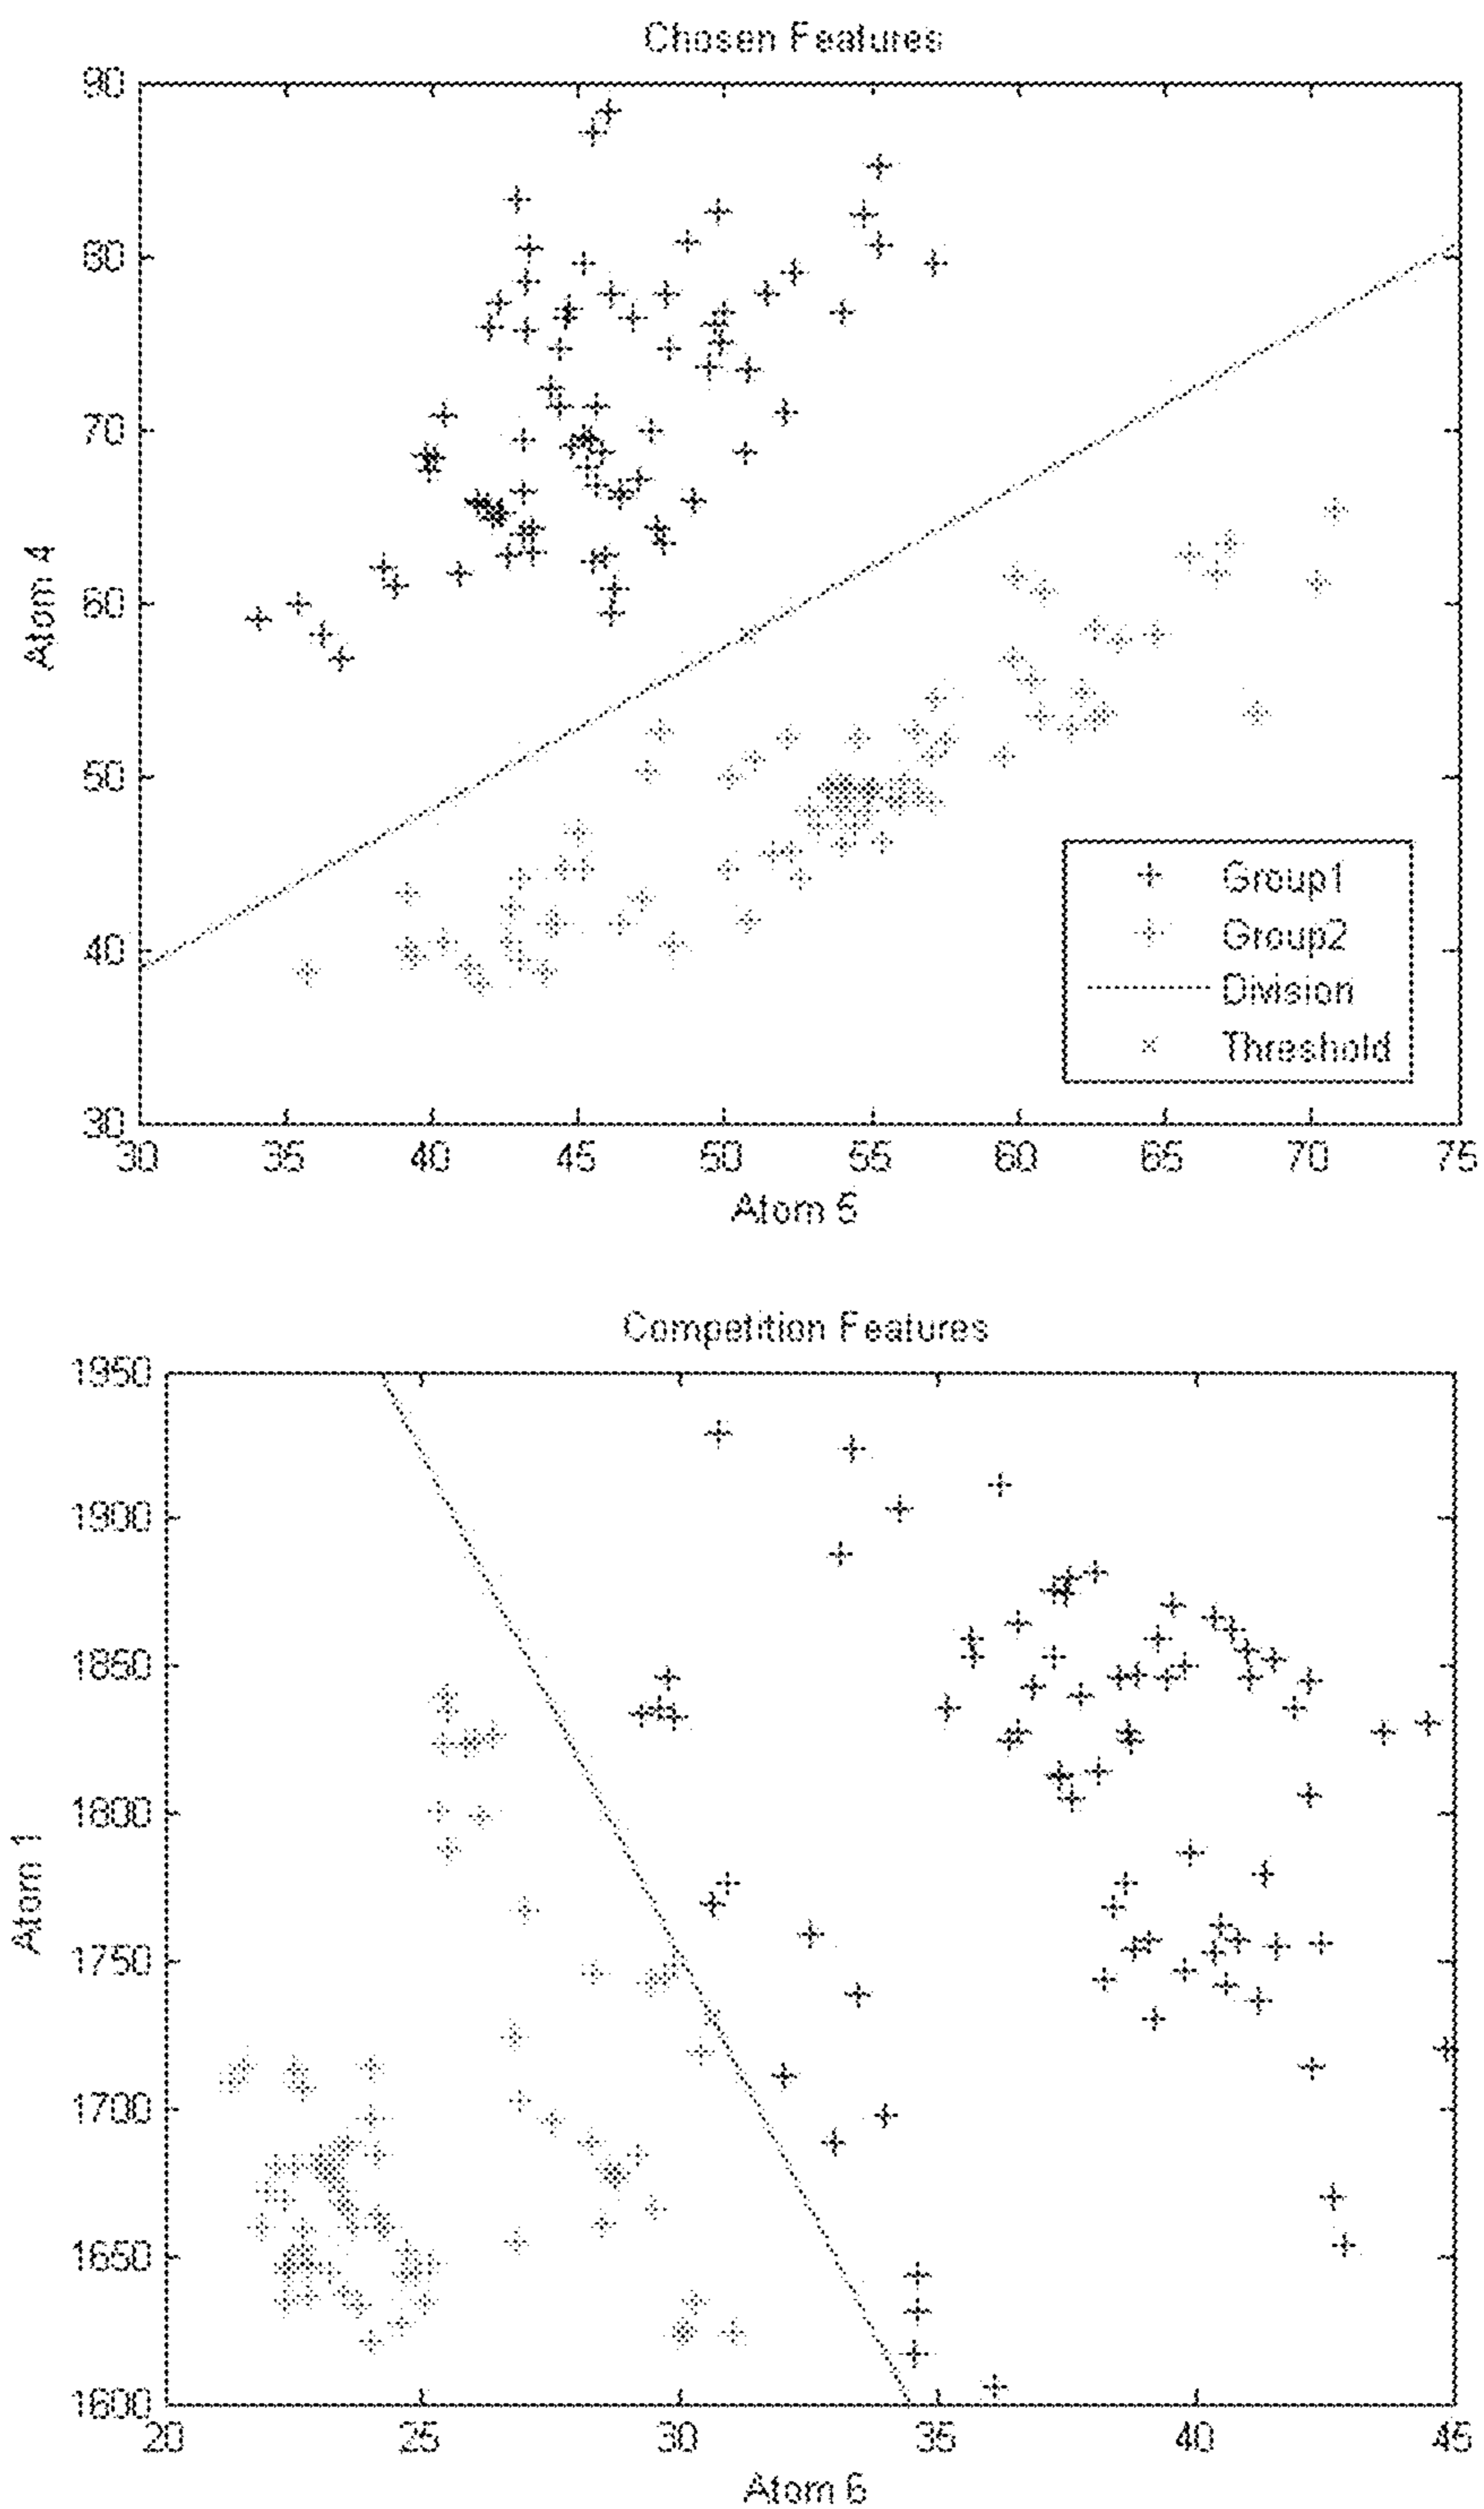 Chosen Features
90
80
70
60
50
40
30
Atom 4
Group1
Group2
Division
Threshold
30 35 40 45 50 55 60 65 70 75
Atom 5
Competition Features
1950
1900
1850
1800
1750
1700
1650
1600
Atom 1
20 25 30 35 40 45
Atom 6